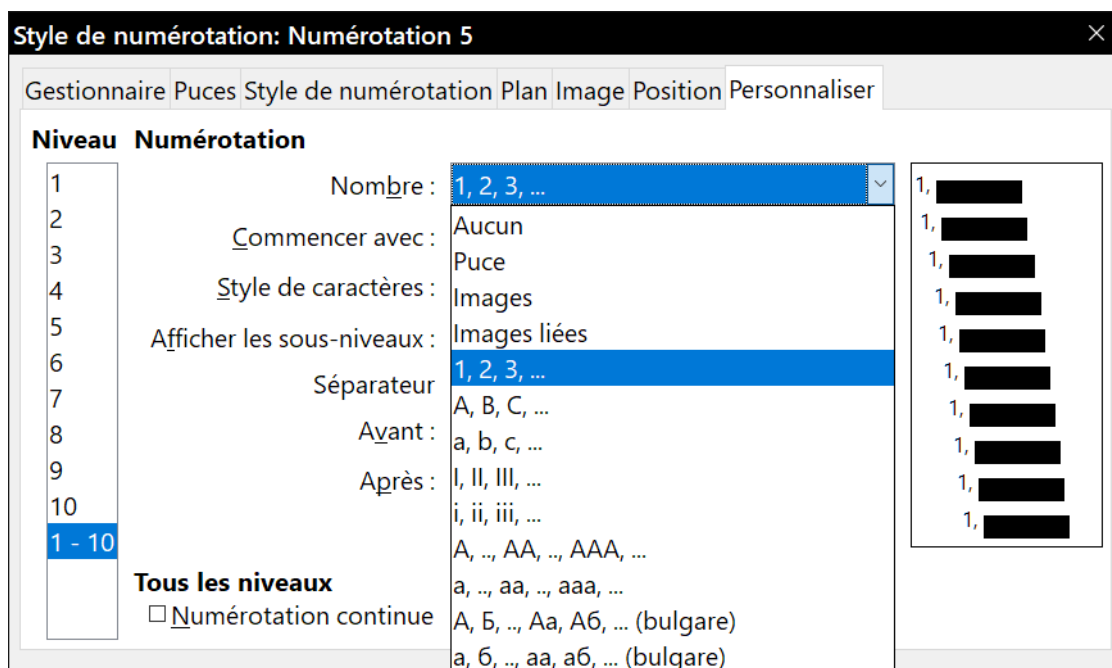 Style de numérotation: Numérotation 5
Gestionnaire Puces Style de numérotation Plan Image Position Personnaliser
Niveau Numérotation
1
2
3
4
5
6
7
8
9
10
1 - 10
Nombre :
Commencer avec :
Style de caractères :
Afficher les sous-niveaux :
Séparateur
Avant :
Après :
Tous les niveaux
Numérotation continue
1, 2, 3, ...
Aucun
Puce
Images
Images liées
1, 2, 3, ...
A, B, C, ...
a, b, c, ...
I, II, III, ...
i, ii, iii, ...
A, .., AA, .., AAA, ...
a, .., aa, .., aaa, ...
А, Б, .., Аа, Аб, ... (bulgare)
а, б, .., аа, аб, ... (bulgare)
1,
1,
1,
1,
1,
1,
1,
1,
1,
1,